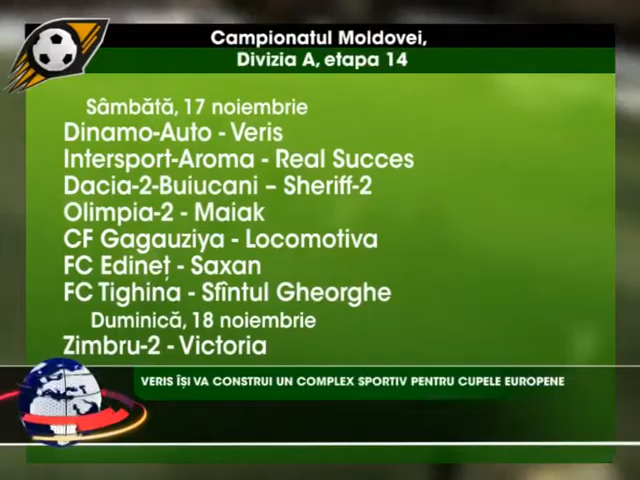 Campionatul Moldovei,
Divizia A, etapa 14
Sâmbătă, 17 noiembrie
Dinamo-Auto - Veris
Intersport-Aroma - Real Succes
Dacia-2-Buiucani – Sheriff-2
Olimpia-2 - Maiak
CF Gagauziya - Locomotiva
FC Edineț - Saxan
FC Tighina - Sfîntul Gheorghe
Duminică, 18 noiembrie
Zimbru-2 - Victoria
VERIS ÎȘI VA CONSTRUI UN COMPLEX SPORTIV PENTRU CUPELE EUROPENE